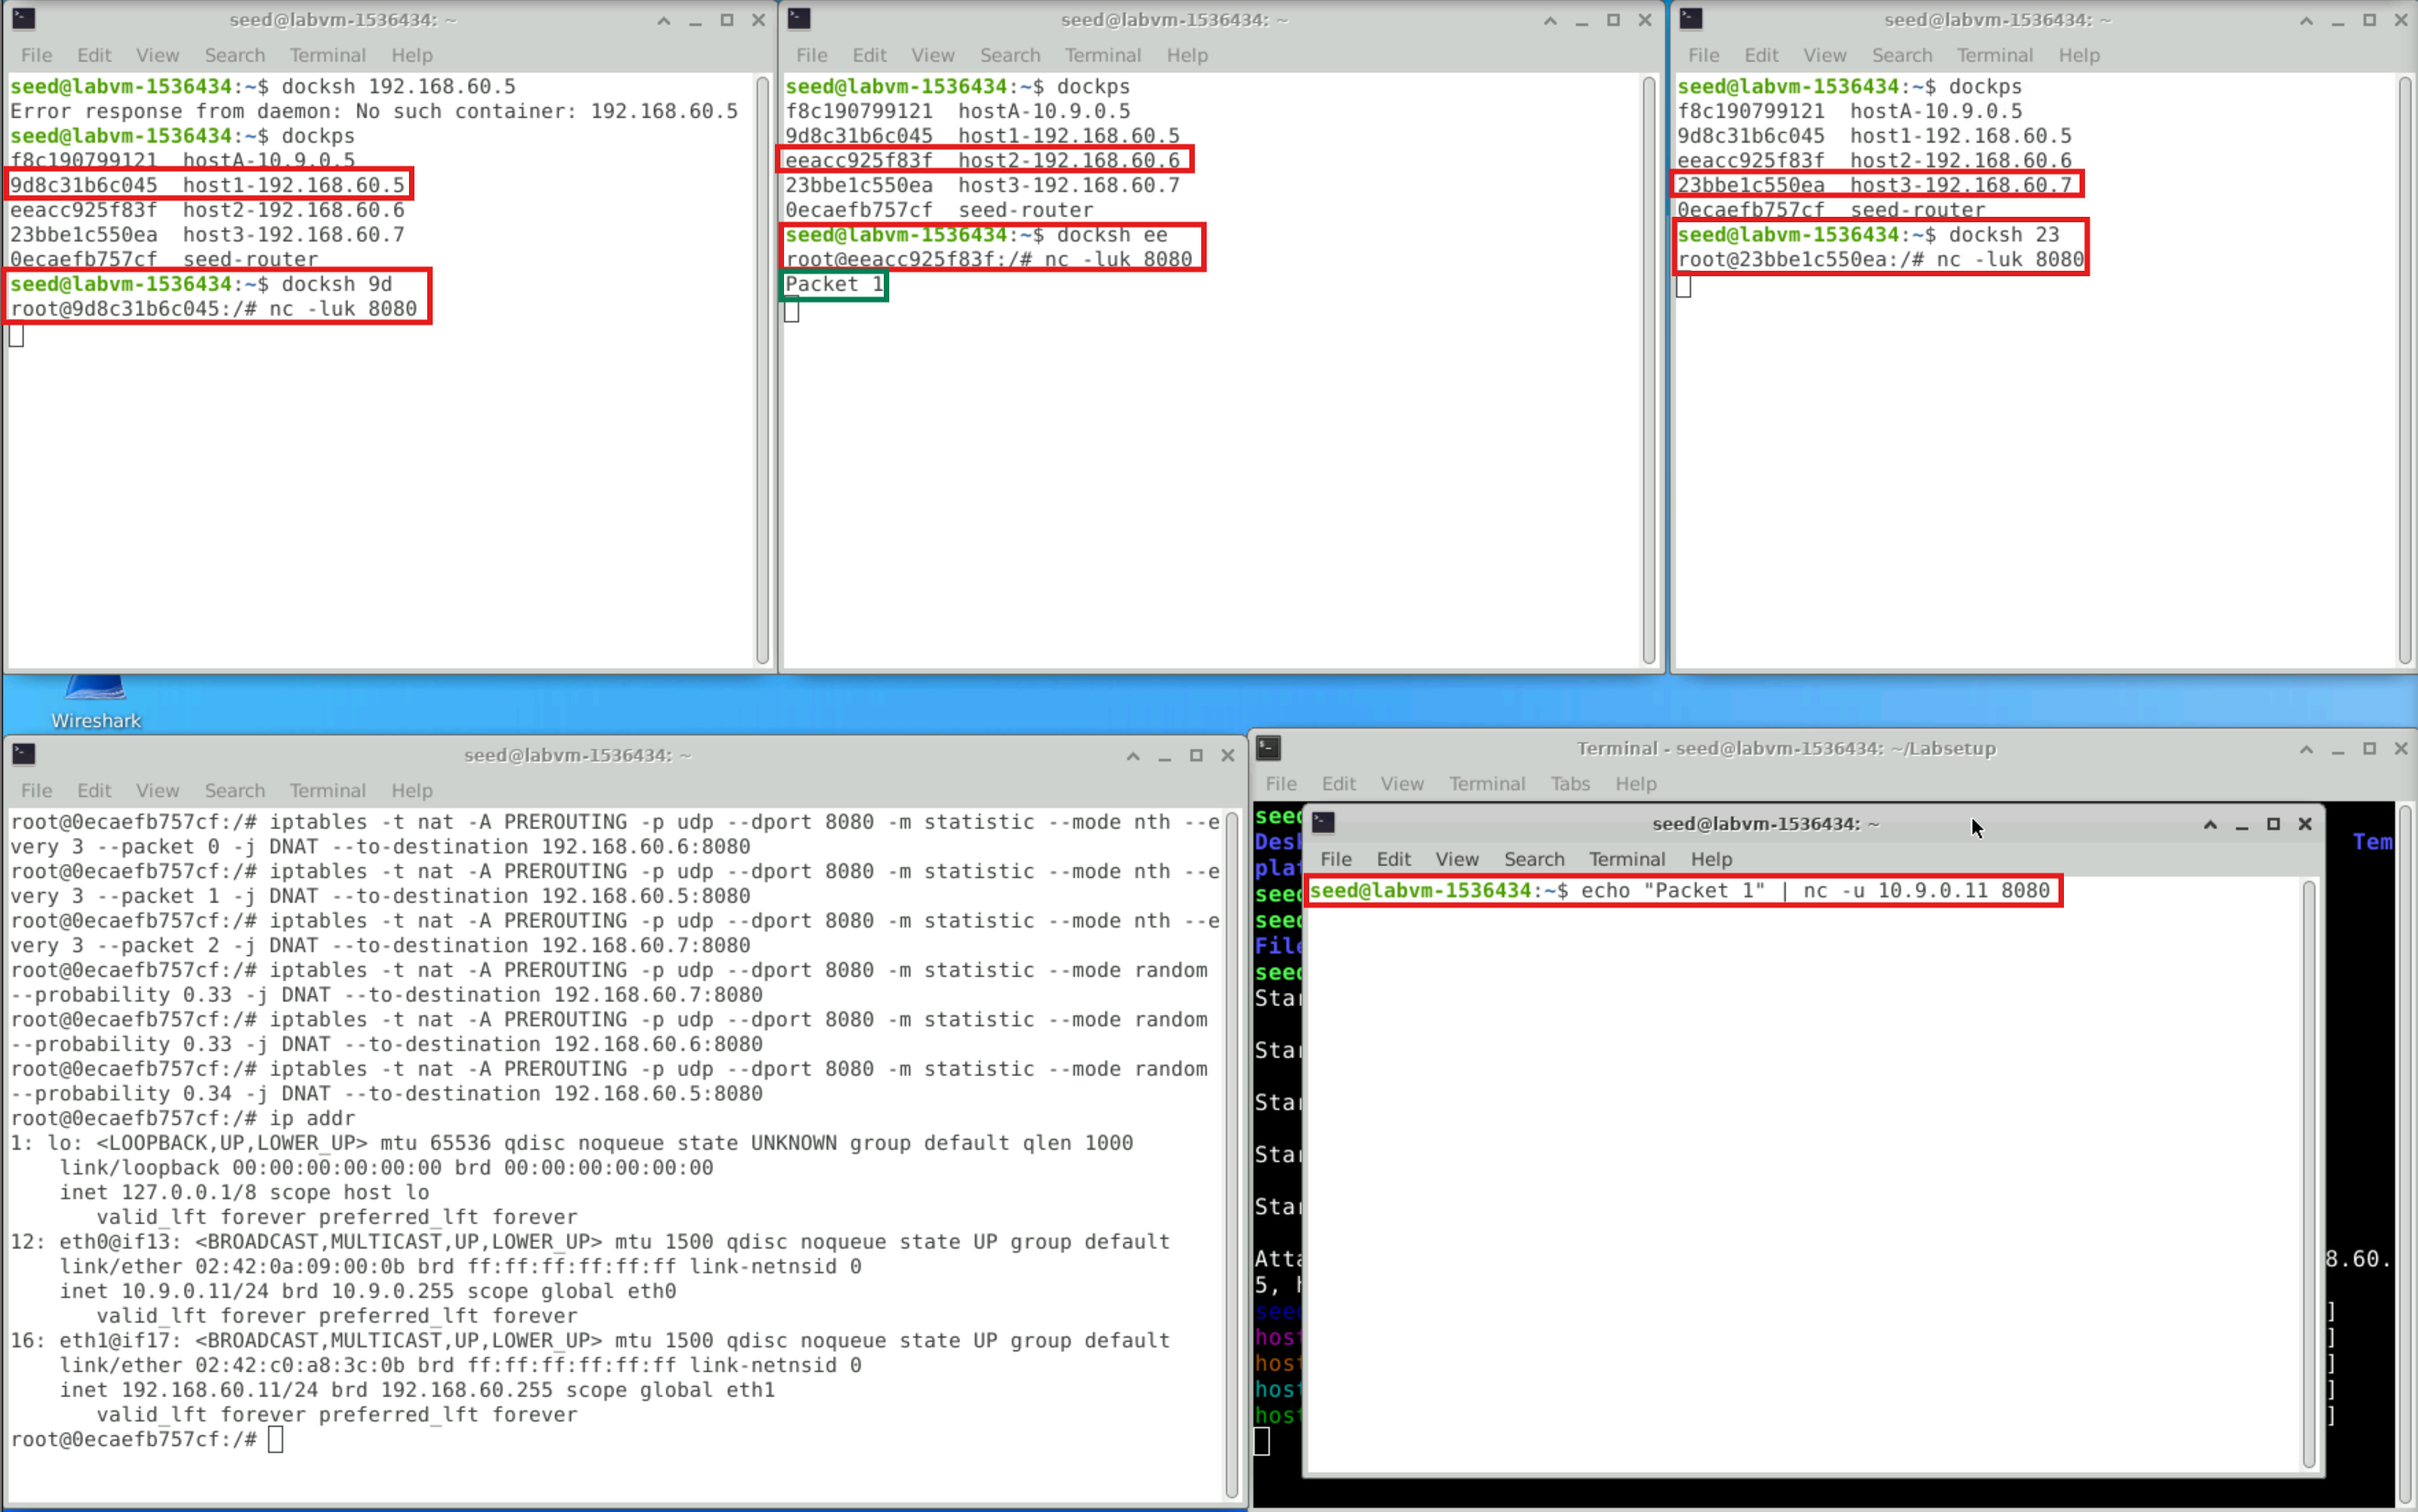 seed@labvm-1536434: ~
File Edit View Search Terminal Help
seed@labvm-1536434:~$ docksh 192.168.60.5
Error response from daemon: No such container: 192.168.60.5
seed@labvm-1536434:~$ dockps
f8c190799121 hostA-10.9.0.5
9d8c31b6c045 host1-192.168.60.5
eeacc925f83f host2-192.168.60.6
23bbe1c550ea host3-192.168.60.7
0ecaefb757cf seed-router
seed@labvm-1536434:~$ docksh 9d
root@9d8c31b6c045:/# nc -luk 8080
seed@labvm-1536434: ~
File Edit View Search Terminal Help
seed@labvm-1536434:~$ dockps
f8c190799121 hostA-10.9.0.5
9d8c31b6c045 host1-192.168.60.5
eeacc925f83f host2-192.168.60.6
23bbe1c550ea host3-192.168.60.7
0ecaefb757cf seed-router
seed@labvm-1536434:~$ docksh ee
root@eeacc925f83f:/# nc -luk 8080
Packet 1
seed@labvm-1536434: ~
File Edit View Search Terminal Help
seed@labvm-1536434:~$ dockps
f8c190799121 hostA-10.9.0.5
9d8c31b6c045 host1-192.168.60.5
eeacc925f83f host2-192.168.60.6
23bbe1c550ea host3-192.168.60.7
0ecaefb757cf seed-router
seed@labvm-1536434:~$ docksh 23
root@23bbe1c550ea:/# nc -luk 8080
Wireshark
seed@labvm-1536434: ~
File Edit View Search Terminal Help
root@0ecaefb757cf:/# iptables -t nat -A PREROUTING -p udp --dport 8080 -m statistic --mode nth --e
very 3 --packet 0 -j DNAT --to-destination 192.168.60.6:8080
root@0ecaefb757cf:/# iptables -t nat -A PREROUTING -p udp --dport 8080 -m statistic --mode nth --e
very 3 --packet 1 -j DNAT --to-destination 192.168.60.5:8080
root@0ecaefb757cf:/# iptables -t nat -A PREROUTING -p udp --dport 8080 -m statistic --mode nth --e
very 3 --packet 2 -j DNAT --to-destination 192.168.60.7:8080
root@0ecaefb757cf:/# iptables -t nat -A PREROUTING -p udp --dport 8080 -m statistic --mode random
--probability 0.33 -j DNAT --to-destination 192.168.60.7:8080
root@0ecaefb757cf:/# iptables -t nat -A PREROUTING -p udp --dport 8080 -m statistic --mode random
--probability 0.33 -j DNAT --to-destination 192.168.60.6:8080
root@0ecaefb757cf:/# iptables -t nat -A PREROUTING -p udp --dport 8080 -m statistic --mode random
--probability 0.34 -j DNAT --to-destination 192.168.60.5:8080
root@0ecaefb757cf:/# ip addr
1: lo: <LOOPBACK,UP,LOWER_UP> mtu 65536 qdisc noqueue state UNKNOWN group default qlen 1000
link/loopback 00:00:00:00:00:00 brd 00:00:00:00:00:00
inet 127.0.0.1/8 scope host lo
valid_lft forever preferred_lft forever
12: eth0@if13: <BROADCAST,MULTICAST,UP,LOWER_UP> mtu 1500 qdisc noqueue state UP group default
link/ether 02:42:0a:09:00:0b brd ff:ff:ff:ff:ff:ff link-netnsid 0
inet 10.9.0.11/24 brd 10.9.0.255 scope global eth0
valid_lft forever preferred_lft forever
16: eth1@if17: <BROADCAST,MULTICAST,UP,LOWER_UP> mtu 1500 qdisc noqueue state UP group default
link/ether 02:42:c0:a8:3c:0b brd ff:ff:ff:ff:ff:ff link-netnsid 0
inet 192.168.60.11/24 brd 192.168.60.255 scope global eth1
valid_lft forever preferred_lft forever
root@0ecaefb757cf:/#
Terminal - seed@labvm-1536434: ~/Labsetup
File Edit View Terminal Tabs Help
seed
Tem
seed
seed
File
seed
8.60.
5,
]
host ]
host ]
host ]
host ]
seed@labvm-1536434: ~
File Edit View Search Terminal Help
seed@labvm-1536434:~$ echo "Packet 1" | nc -u 10.9.0.11 8080